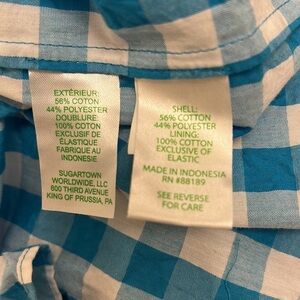 EXTÉRIEUR:
56% COTON
44% POLYESTER
DOUBLURE:
100% COTON
EXCLUSIF DE
ÉLASTIQUE
FABRIQUE AU
INDONESIE
SUGARTOWN
WORLDWIDE, LLC
800 THIRD AVENUE
KING OF PRUSSIA, PA
SHELL:
56% COTTON
44% POLYESTER
LINING:
100% COTTON
EXCLUSIVE OF
ELASTIC
MADE IN INDONESIA
RN #88189
SEE REVERSE
FOR CARE